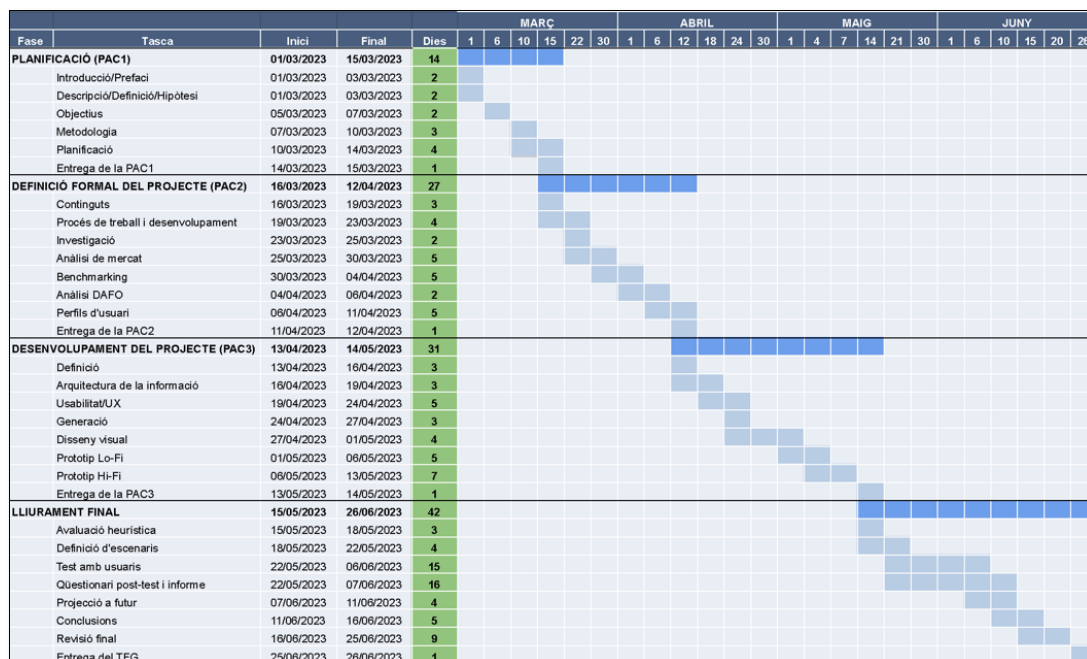 MARÇ ABRIL MAIG JUNY
Fase Tasca Inici Final Dies 1 6 10 15 22 30 1 6 12 18 24 30 1 4 7 14 21 30 1 6 10 15 20 26
PLANIFICACIÓ (PAC1) 01/03/2023 15/03/2023 14
Introducció/Prefaci 01/03/2023 03/03/2023 2
Descripció/Definició/Hipòtesi 01/03/2023 03/03/2023 2
Objectius 05/03/2023 07/03/2023 2
Metodologia 07/03/2023 10/03/2023 3
Planificació 10/03/2023 14/03/2023 4
Entrega de la PAC1 14/03/2023 15/03/2023 1
DEFINICIÓ FORMAL DEL PROJECTE (PAC2) 16/03/2023 12/04/2023 27
Continguts 16/03/2023 19/03/2023 3
Procés de treball i desenvolupament 19/03/2023 23/03/2023 4
Investigació 23/03/2023 25/03/2023 2
Anàlisi de mercat 25/03/2023 30/03/2023 5
Benchmarking 30/03/2023 04/04/2023 5
Anàlisi DAFO 04/04/2023 06/04/2023 2
Perfils d'usuari 06/04/2023 11/04/2023 5
Entrega de la PAC2 11/04/2023 12/04/2023 1
DESENVOLUPAMENT DEL PROJECTE (PAC3) 13/04/2023 14/05/2023 31
Definició 13/04/2023 16/04/2023 3
Arquitectura de la informació 16/04/2023 19/04/2023 3
Usabilitat/UX 19/04/2023 24/04/2023 5
Generació 24/04/2023 27/04/2023 3
Disseny visual 27/04/2023 01/05/2023 4
Prototip Lo-Fi 01/05/2023 06/05/2023 5
Prototip Hi-Fi 06/05/2023 13/05/2023 7
Entrega de la PAC3 13/05/2023 14/05/2023 1
LLIURAMENT FINAL 15/05/2023 26/06/2023 42
Avaluació heurística 15/05/2023 18/05/2023 3
Definició d'escenaris 18/05/2023 22/05/2023 4
Test amb usuaris 22/05/2023 06/06/2023 15
Qüestionari post-test i informe 22/05/2023 07/06/2023 16
Projecció a futur 07/06/2023 11/06/2023 4
Conclusions 11/06/2023 16/06/2023 5
Revisió final 16/06/2023 25/06/2023 9
Entrega del TFG 25/06/2023 26/06/2023 1